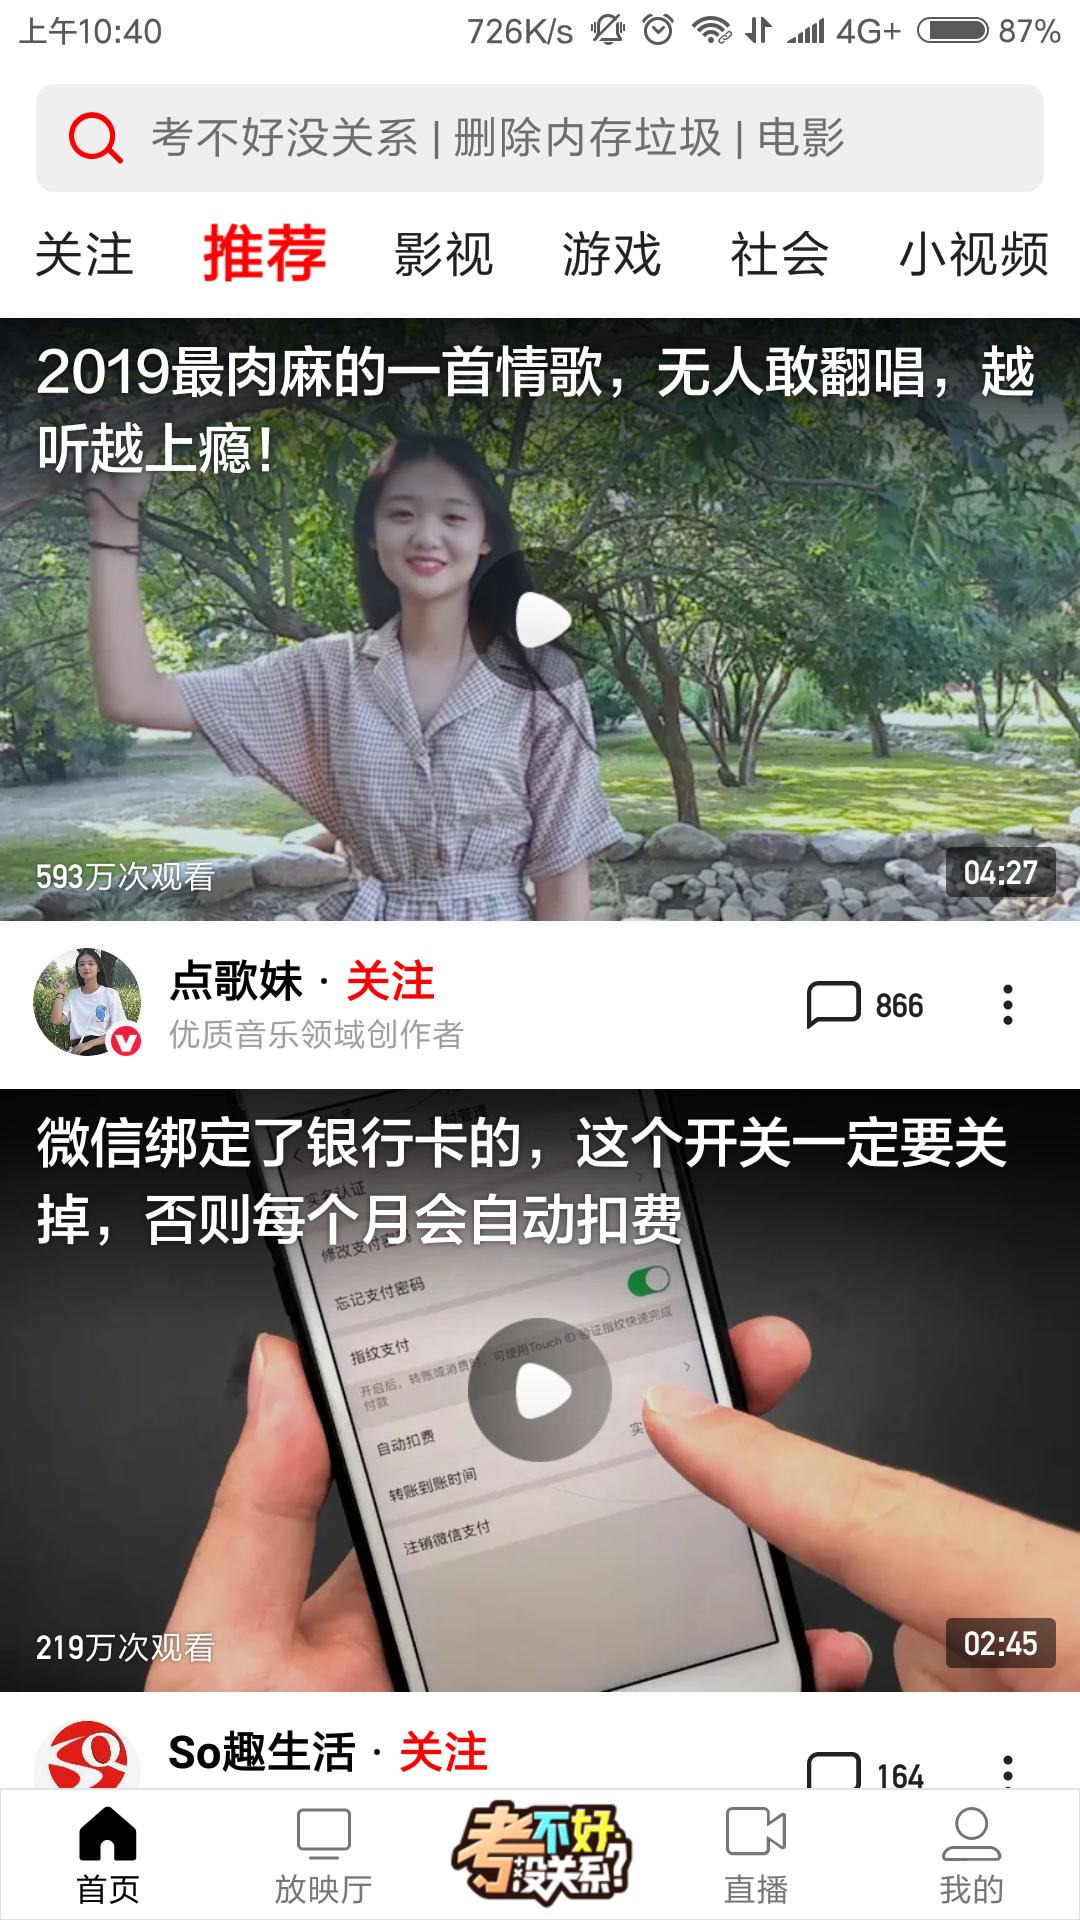 上午10:40
726K/s 4G+ 87%
考不好没关系 | 删除内存垃圾 | 电影
关注 推荐 影视 游戏 社会 小视频
2019最肉麻的一首情歌，无人敢翻唱，越
听越上瘾！
593万次观看 04:27
点歌妹 · 关注
优质音乐领域创作者
866
微信绑定了银行卡的，这个开关一定要关
掉，否则每个月会自动扣费
实名认证
修改支付密码
忘记支付密码
指纹支付
开启后，转账或消费时，可使用Touch ID 验证指纹快速完成
付款
自动扣费
实
转账到账时间
注销微信支付
219万次观看 02:45
So趣生活 · 关注
164
考不好.
没关系?
首页 放映厅 直播 我的